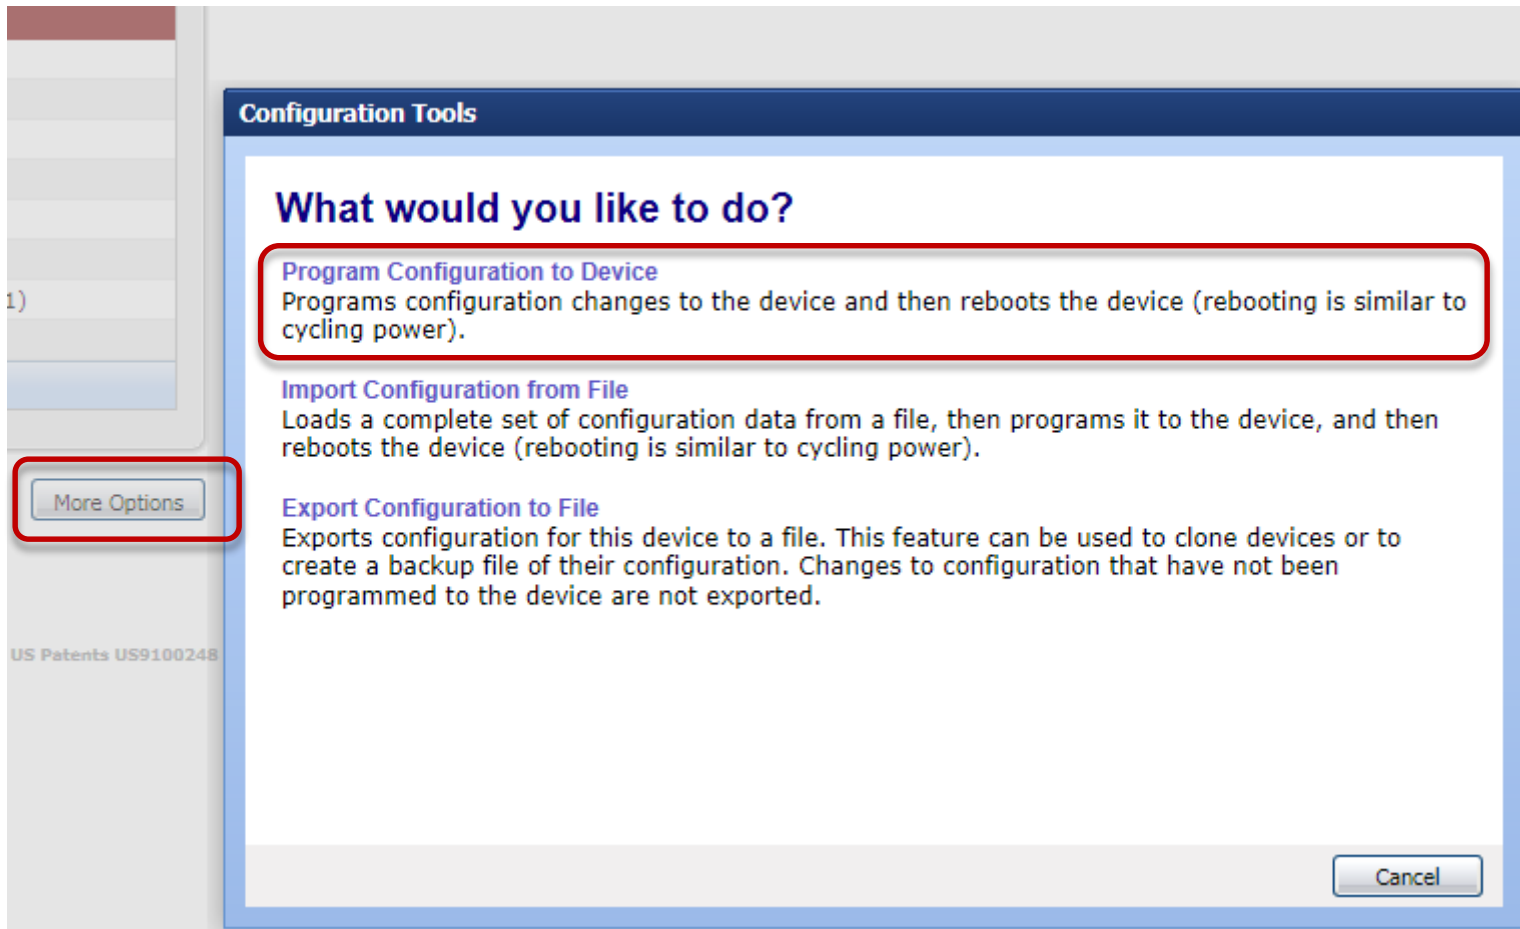 Configuration Tools
What would you like to do?
Program Configuration to Device
Programs configuration changes to the device and then reboots the device (rebooting is similar to
cycling power).
1)
Import Configuration from File
Loads a complete set of configuration data from a file, then programs it to the device, and then
reboots the device (rebooting is similar to cycling power).
More Options
Export Configuration to File
Exports configuration for this device to a file. This feature can be used to clone devices or to
create a backup file of their configuration. Changes to configuration that have not been
programmed to the device are not exported.
US Patents US9100248
Cancel